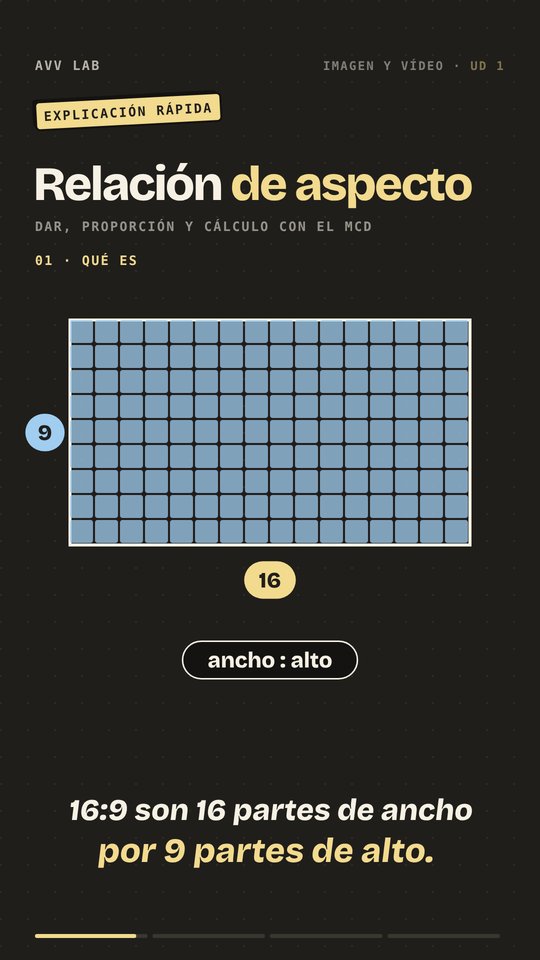 AVV LAB
IMAGEN Y VÍDEO · UD 1
EXPLICACIÓN RÁPIDA
Relación de aspecto
DAR, PROPORCIÓN Y CÁLCULO CON EL MCD
01 · QUÉ ES
9
16
ancho : alto
16:9 son 16 partes de ancho
por 9 partes de alto.